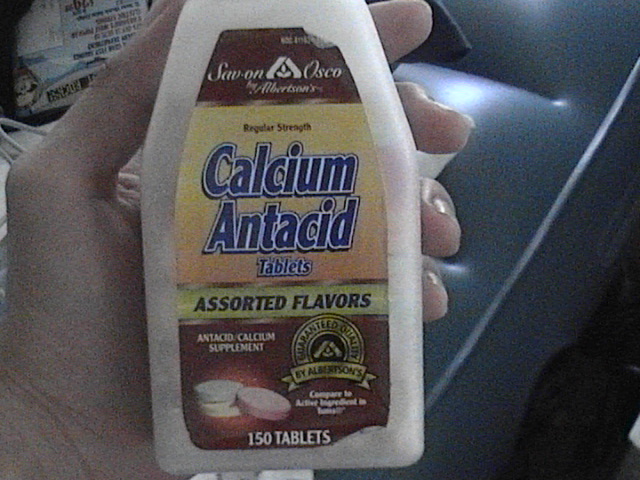 Sav-on Osco
by Albertson's
Regular Strength
Calcium
Antacid
Tablets
ASSORTED FLAVORS
ANTACID/CALCIUM
SUPPLEMENT
GUARANTEED QUALITY
BY ALBERTSON'S
Compare to
Active Ingredient in
Tums®*
150 TABLETS